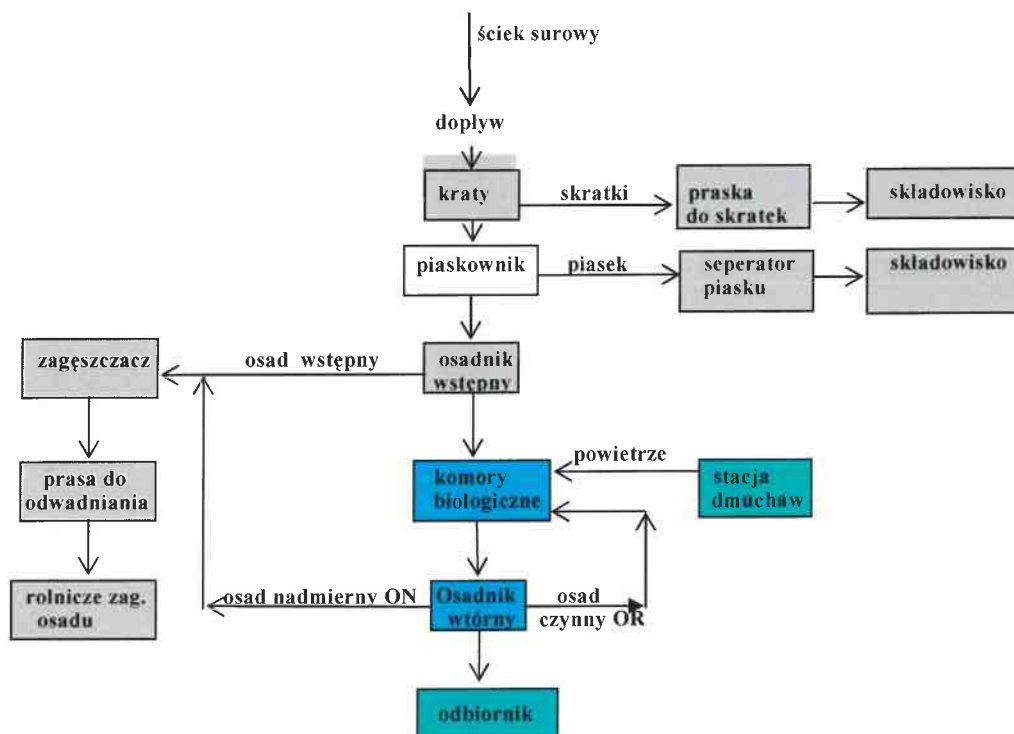 ściek surowy
dopływ
kraty
skratki
praska
do skratek
składowisko
piaskownik
piasek
seperator
piasku
składowisko
zagęszczacz
osad wstępny
osadnik
wstępny
powietrze
komory
biologiczne
stacja
dmuchaw
prasa do
odwadniania
rolnicze zag.
osadu
osad nadmierny ON
Osadnik
wtórny
osad
czynny OR
odbiornik